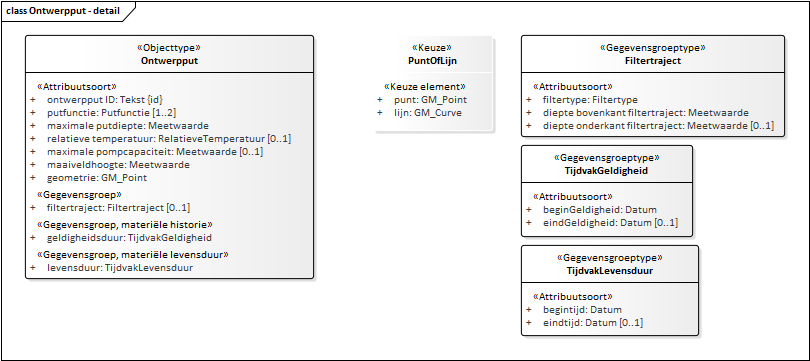 class Ontwerpput - detail
«Objecttype»
Ontwerpput
«Attribuutsoort»
+ ontwerpput ID: Tekst {id}
+ putfunctie: Putfunctie [1..2]
+ maximale putdiepte: Meetwaarde
+ relatieve temperatuur: RelatieveTemperatuur [0..1]
+ maximale pompcapaciteit: Meetwaarde [0..1]
+ maaiveldhoogte: Meetwaarde
+ geometrie: GM_Point
«Gegevensgroep»
+ filtertraject: Filtertraject [0..1]
«Gegevensgroep, materiële historie»
+ geldigheidsduur: TijdvakGeldigheid
«Gegevensgroep, materiële levensduur»
+ levensduur: TijdvakLevensduur
«Keuze»
PuntOfLijn
«Keuze element»
+ punt: GM_Point
+ lijn: GM_Curve
«Gegevensgroeptype»
Filtertraject
«Attribuutsoort»
+ filtertype: Filtertype
+ diepte bovenkant filtertraject: Meetwaarde
+ diepte onderkant filtertraject: Meetwaarde [0..1]
«Gegevensgroeptype»
TijdvakGeldigheid
«Attribuutsoort»
+ beginGeldigheid: Datum
+ eindGeldigheid: Datum [0..1]
«Gegevensgroeptype»
TijdvakLevensduur
«Attribuutsoort»
+ begintijd: Datum
+ eindtijd: Datum [0..1]